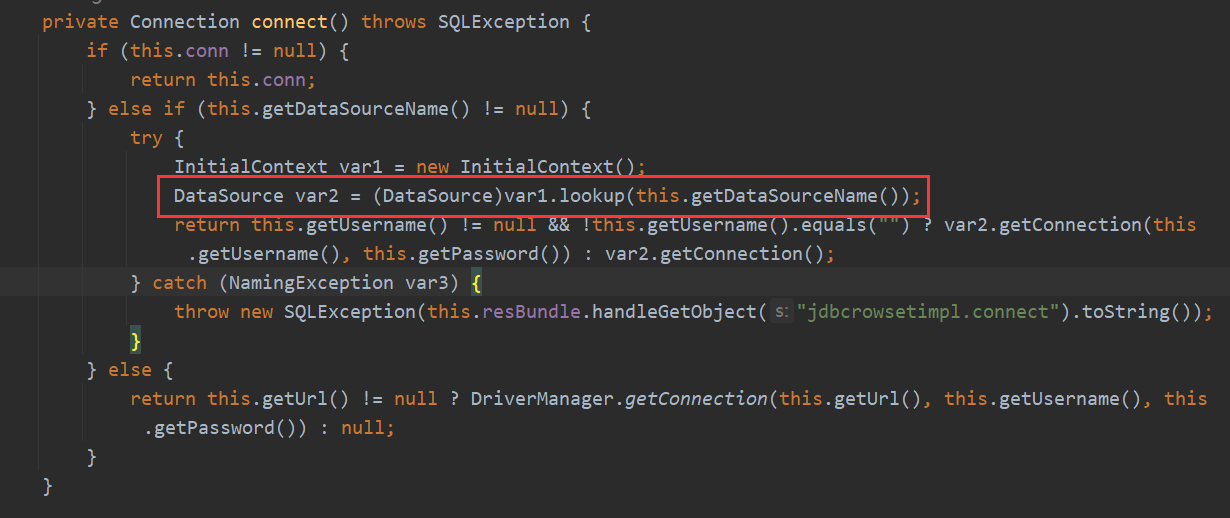 private Connection connect() throws SQLException {
if (this.conn != null) {
return this.conn;
} else if (this.getDataSourceName() != null) {
try {
InitialContext var1 = new InitialContext();
DataSource var2 = (DataSource)var1.lookup(this.getDataSourceName());
return this.getUsername() != null && !this.getUsername().equals("") ? var2.getConnection(this
.getUsername(), this.getPassword()) : var2.getConnection();
} catch (NamingException var3) {
throw new SQLException(this.resBundle.handleGetObject( s: "jdbcrowsetimpl.connect").toString());
}
} else {
return this.getUrl() != null ? DriverManager.getConnection(this.getUrl(), this.getUsername(), this
.getPassword()) : null;
}
}